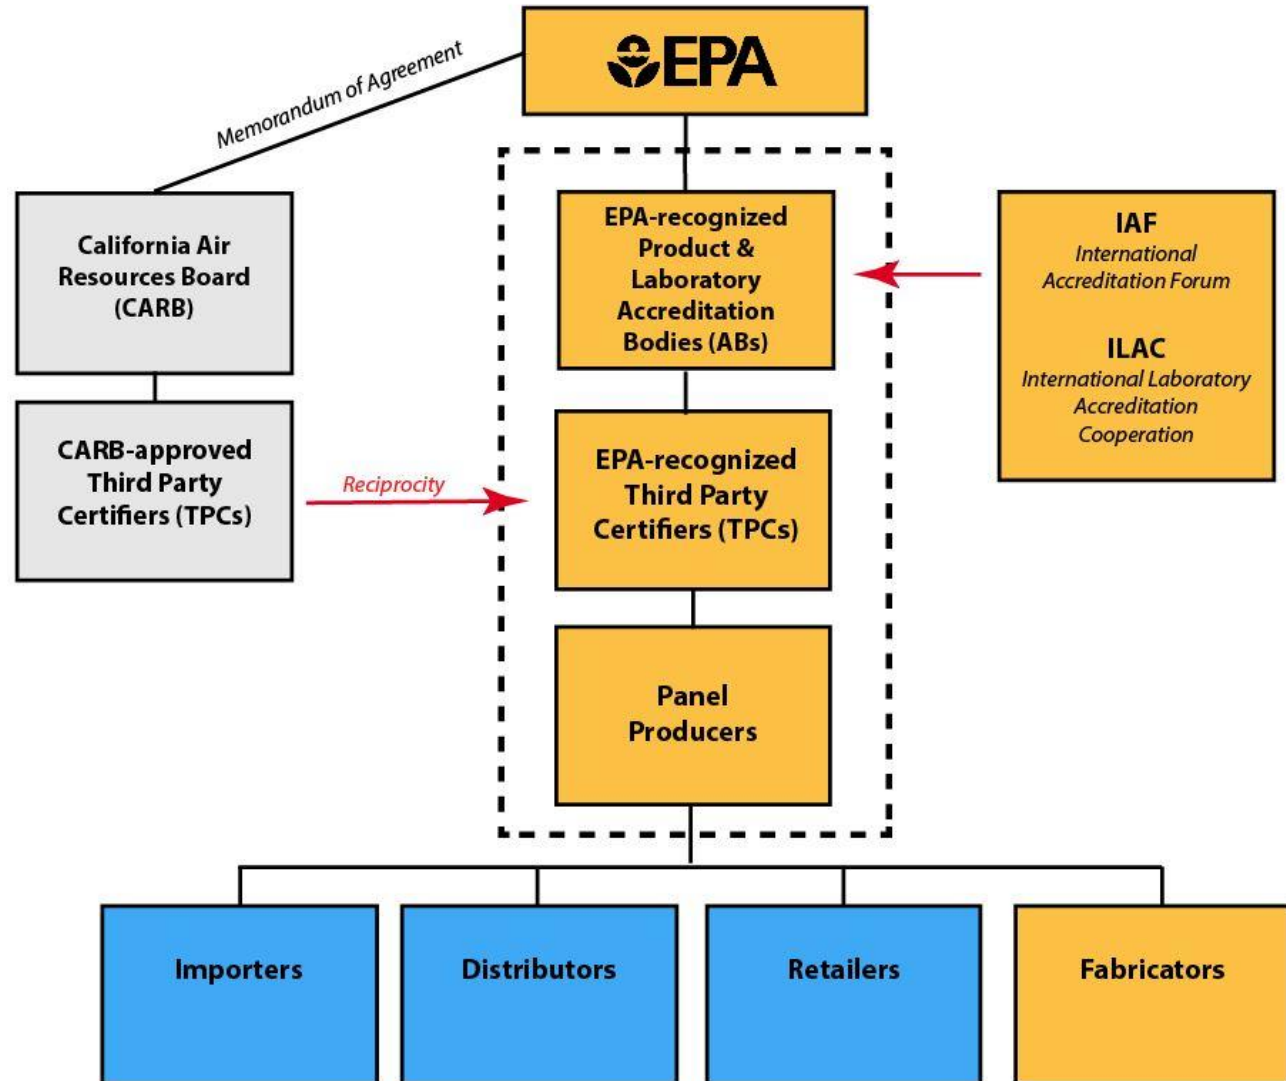 EPA
Memorandum of Agreement
California Air
Resources Board
(CARB)
EPA-recognized
Product &
Laboratory
Accreditation
Bodies (ABs)
IAF
International
Accreditation Forum
ILAC
International Laboratory
Accreditation
Cooperation
CARB-approved
Third Party
Certifiers (TPCs)
Reciprocity
EPA-recognized
Third Party
Certifiers (TPCs)
Panel
Producers
Importers
Distributors
Retailers
Fabricators